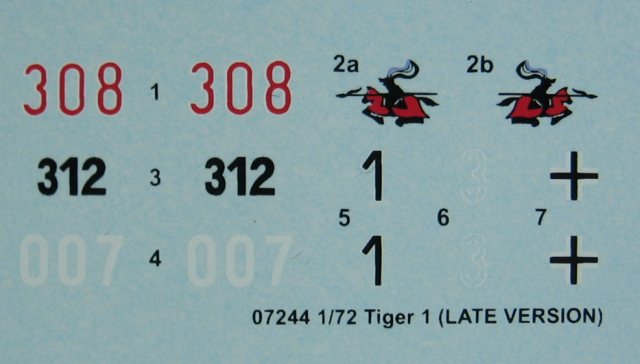 308 1 308 2a 2b
312 3 312 1 3 +
5 6 7
007 4 007 1 3 +
07244 1/72 Tiger 1 (LATE VERSION)